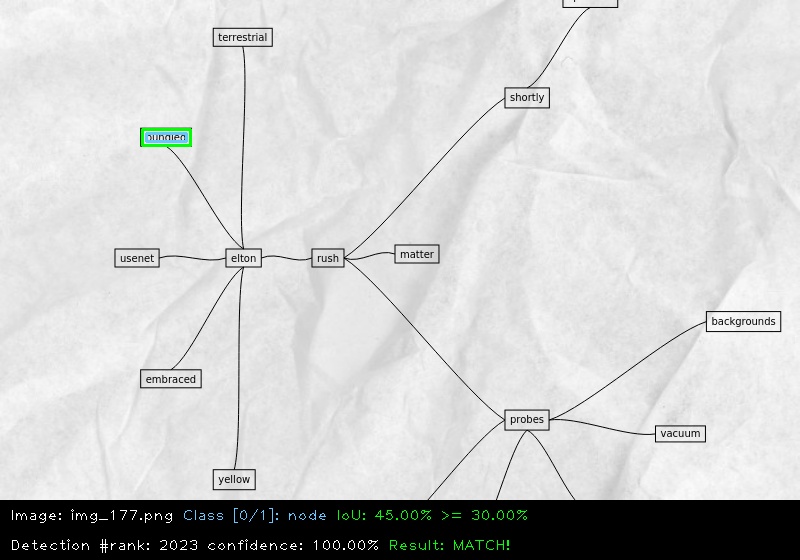 terrestrial
shortly
bungled
usenet
elton
rush
matter
backgrounds
embraced
probes
vacuum
yellow
Image: img_177.png Class [0/1]: node IoU: 45.00% >= 30.00%
Detection #rank: 2023 confidence: 100.00% Result: MATCH!